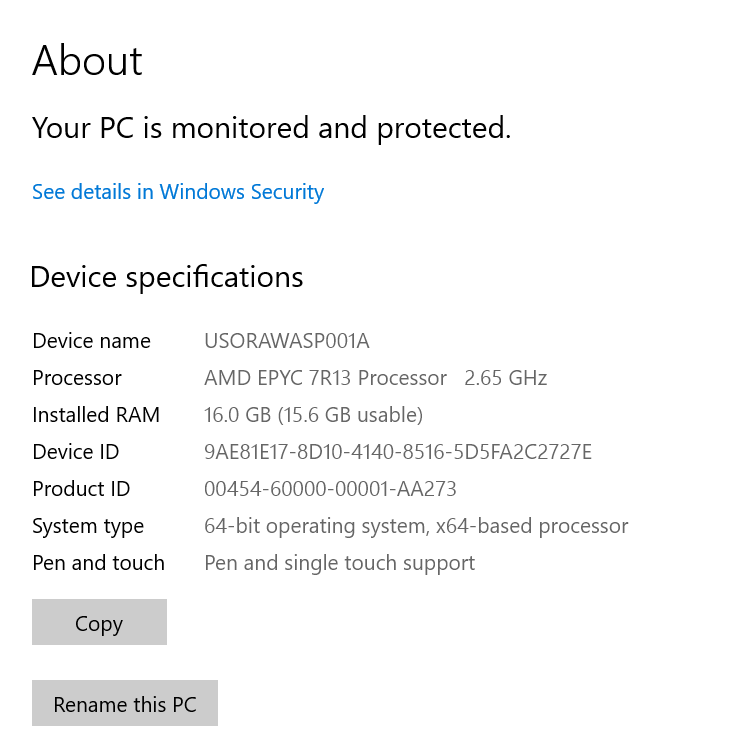 About
Your PC is monitored and protected.
See details in Windows Security
Device specifications
Device name USORAWASP001A
Processor AMD EPYC 7R13 Processor 2.65 GHz
Installed RAM 16.0 GB (15.6 GB usable)
Device ID 9AE81E17-8D10-4140-8516-5D5FA2C2727E
Product ID 00454-60000-00001-AA273
System type 64-bit operating system, x64-based processor
Pen and touch Pen and single touch support
Copy
Rename this PC